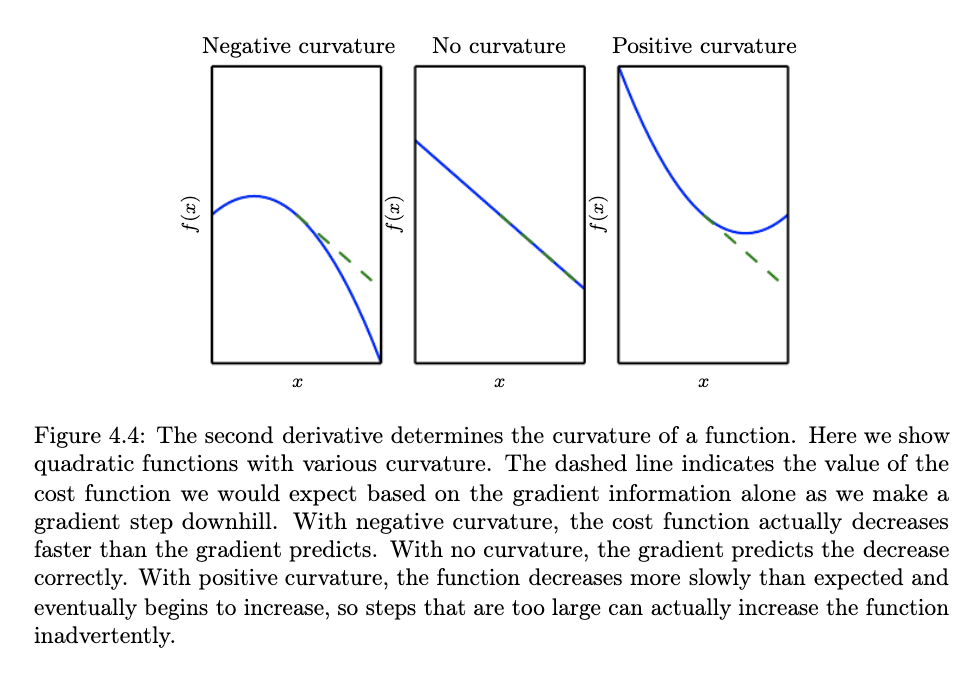 Negative curvature
No curvature
Positive curvature
f(x)
f(x)
f(x)
x
x
x
Figure 4.4: The second derivative determines the curvature of a function. Here we show
quadratic functions with various curvature. The dashed line indicates the value of the
cost function we would expect based on the gradient information alone as we make a
gradient step downhill. With negative curvature, the cost function actually decreases
faster than the gradient predicts. With no curvature, the gradient predicts the decrease
correctly. With positive curvature, the function decreases more slowly than expected and
eventually begins to increase, so steps that are too large can actually increase the function
inadvertently.